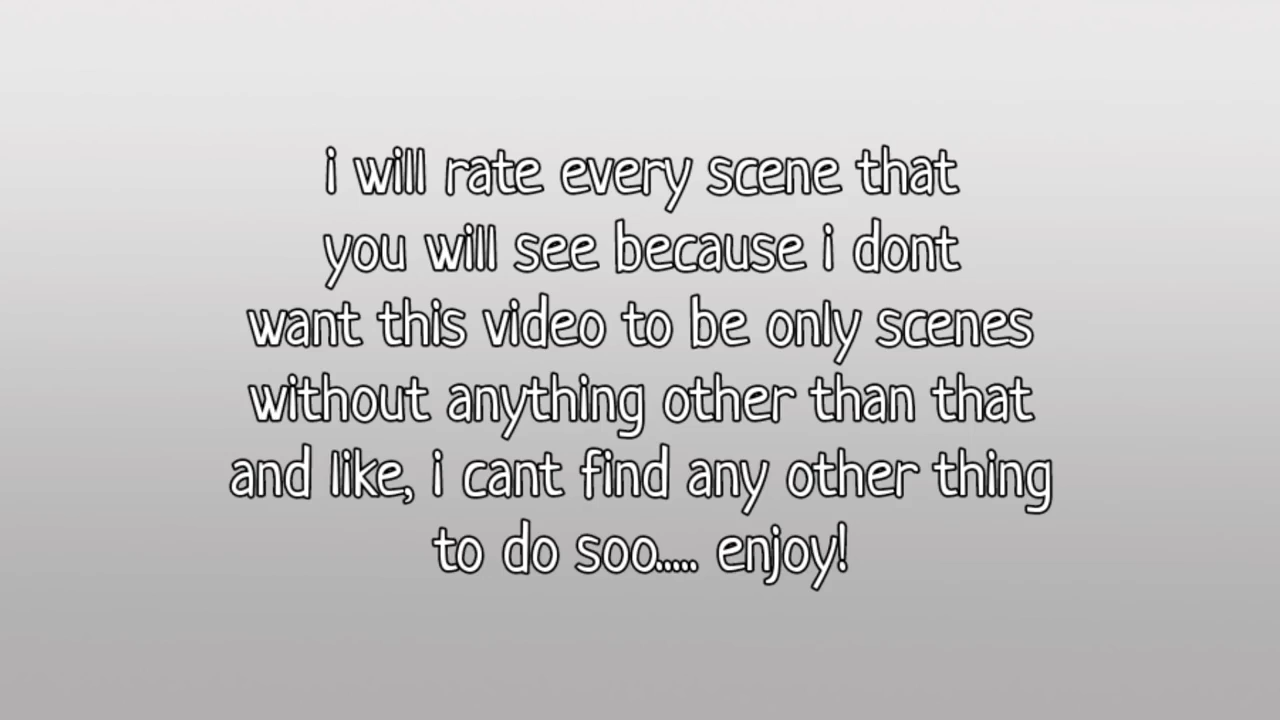 i will rate every scene that
you will see because i dont
want this video to be only scenes
without anything other than that
and like, i cant find any other thing
to do soo..... enjoy!